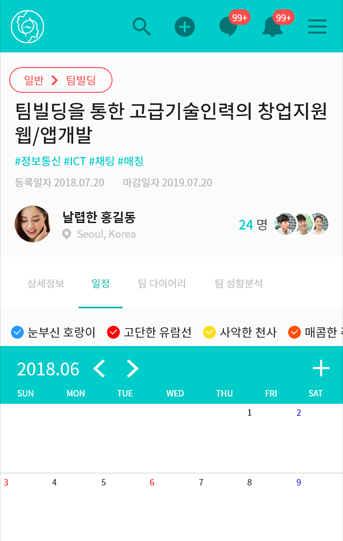 99+ 99+
일반 > 팀빌딩
팀빌딩을 통한 고급기술인력의 창업지원
웹/앱개발
#정보통신 #ICT #채팅 #매칭
등록일자 2018.07.20 마감일자 2019.07.20
날렵한 홍길동
Seoul, Korea
24 명
상세정보 일정 팀 다이어리 팀 성향분석
눈부신 호랑이 고단한 유람선 사악한 천사 매콤한 추
2018.06
SUN MON TUE WED THU FRI SAT
1 2
3 4 5 6 7 8 9